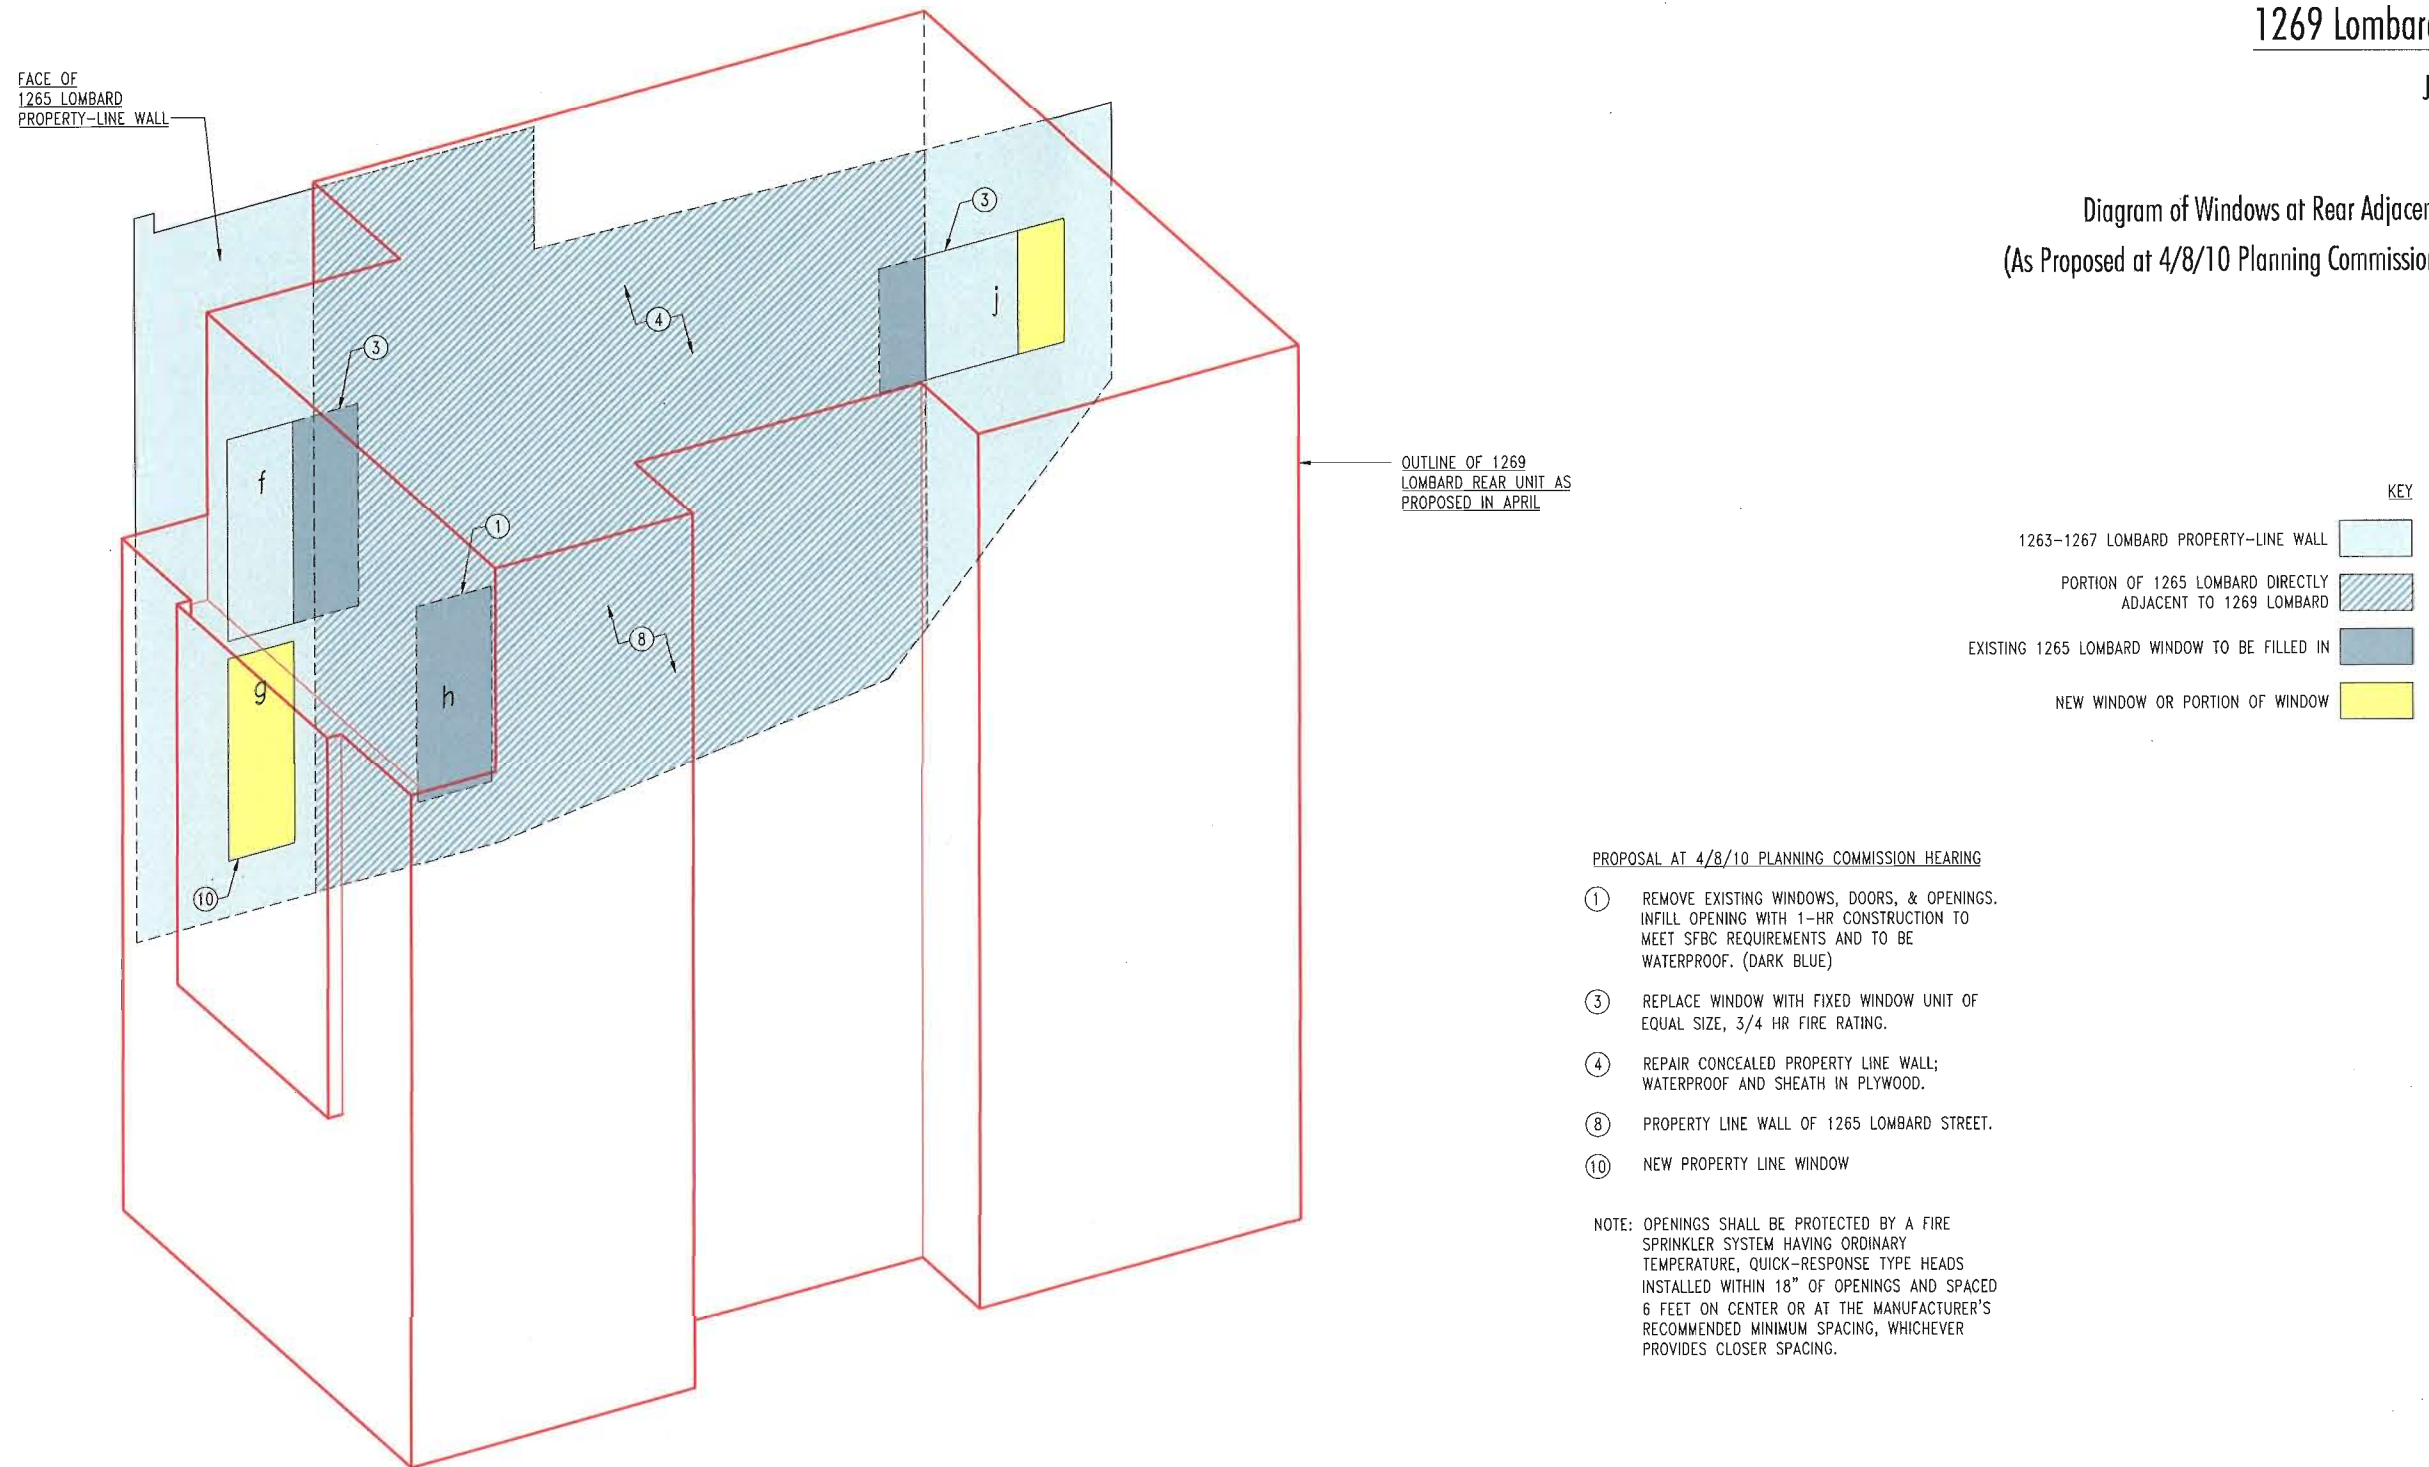 1269 Lombar
FACE OF
1265 LOMBARD
PROPERTY-LINE WALL
Diagram of Windows at Rear Adjacen
(As Proposed at 4/8/10 Planning Commission
3
4
3
j
f
1
OUTLINE OF 1269
LOMBARD REAR UNIT AS
PROPOSED IN APRIL
8
g
h
10
KEY
1263-1267 LOMBARD PROPERTY-LINE WALL
PORTION OF 1265 LOMBARD DIRECTLY
ADJACENT TO 1269 LOMBARD
EXISTING 1265 LOMBARD WINDOW TO BE FILLED IN
NEW WINDOW OR PORTION OF WINDOW
PROPOSAL AT 4/8/10 PLANNING COMMISSION HEARING
1 REMOVE EXISTING WINDOWS, DOORS, & OPENINGS.
INFILL OPENING WITH 1-HR CONSTRUCTION TO
MEET SFBC REQUIREMENTS AND TO BE
WATERPROOF. (DARK BLUE)
3 REPLACE WINDOW WITH FIXED WINDOW UNIT OF
EQUAL SIZE, 3/4 HR FIRE RATING.
4 REPAIR CONCEALED PROPERTY LINE WALL;
WATERPROOF AND SHEATH IN PLYWOOD.
8 PROPERTY LINE WALL OF 1265 LOMBARD STREET.
10 NEW PROPERTY LINE WINDOW
NOTE: OPENINGS SHALL BE PROTECTED BY A FIRE
SPRINKLER SYSTEM HAVING ORDINARY
TEMPERATURE, QUICK-RESPONSE TYPE HEADS
INSTALLED WITHIN 18" OF OPENINGS AND SPACED
6 FEET ON CENTER OR AT THE MANUFACTURER'S
RECOMMENDED MINIMUM SPACING, WHICHEVER
PROVIDES CLOSER SPACING.